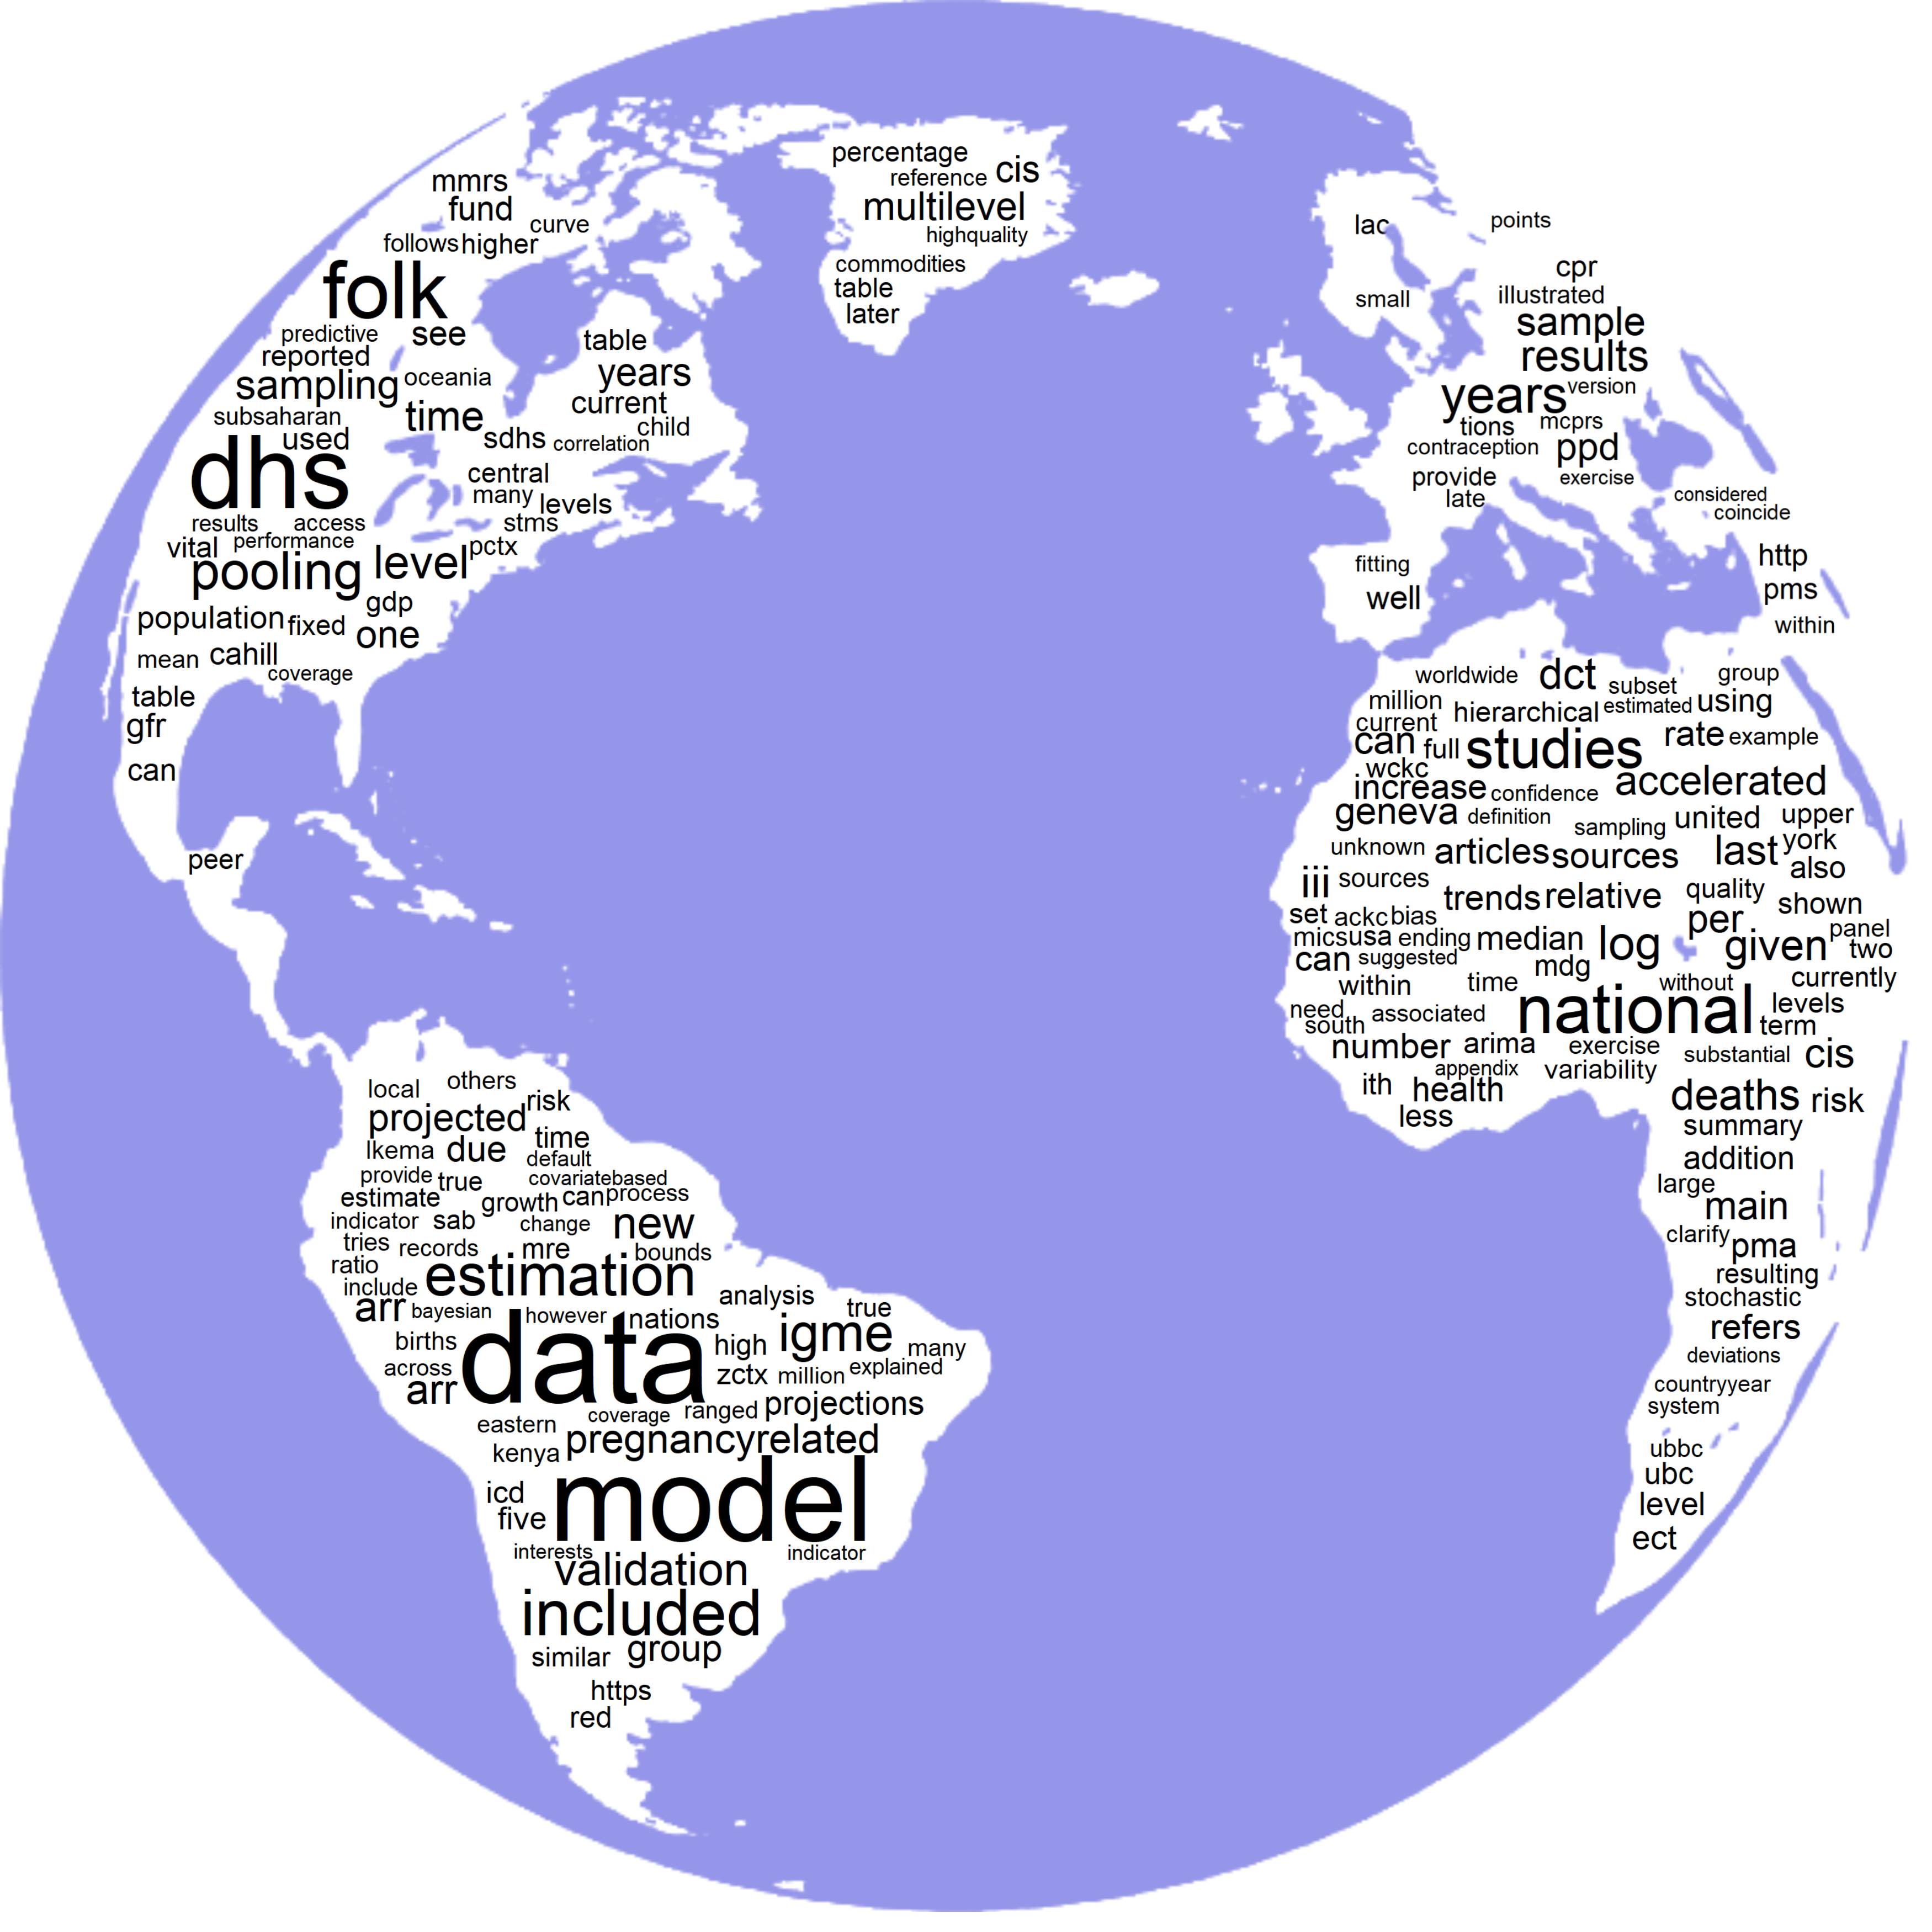 mmrs
fund
curve
follows higher
folk
predictive see
reported
sampling oceania
subsaharan time
used
dhs
results access
vital performance
pooling level pctx
population fixed gdp
one
mean cahill
coverage
table
gfr
can
peer
table
years
current
child
sdhs correlation
central
many levels
stms
percentage
reference cis
multilevel
highquality
commodities
table
later
lac points
cpr
small illustrated
sample
results
years version
tions mcprs
contraception ppd
provide exercise
late considered
coincide
fitting http
well pms
within
worldwide dct subset group
million hierarchical estimated using
current
can full studies rate example
wckc
increase confidence accelerated
geneva definition sampling united upper
unknown articles sources last york
also
iii sources trends relative quality shown
set ackc bias per panel
mics usa ending median log given two
can suggested mdg
within time without currently
need associated national levels
south term
number arima exercise substantial cis
appendix variability
ith health deaths risk
less summary
addition
large
main
clarify pma
resulting
stochastic
refers
deviations
countryyear
system
ubbc
ubc
level
ect
local others
projected risk
lkema due time
default
provide true covariatebased
estimate growth can process
indicator sab change new
tries records mre bounds
ratio
include estimation
arr bayesian however nations analysis true
births data high igme many
across zctx million explained
arr
eastern coverage ranged projections
kenya pregnancyrelated
icd model
five
interests indicator
validation
included
similar group
https
red